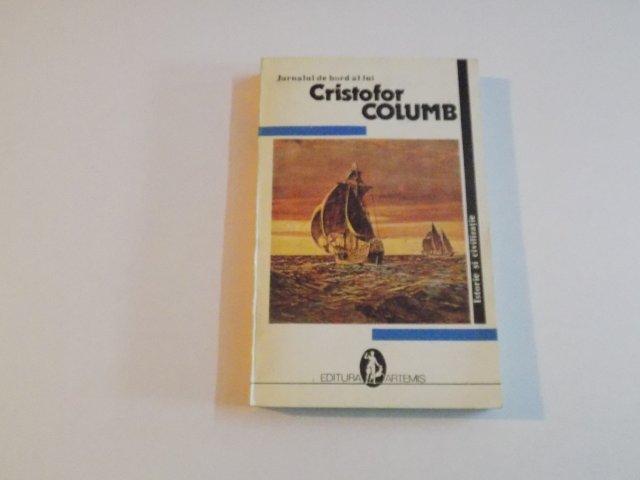 Jurnalul de bord al lui
Cristofor
COLUMB
Istorie și civilizație
EDITURA ARTEMIS